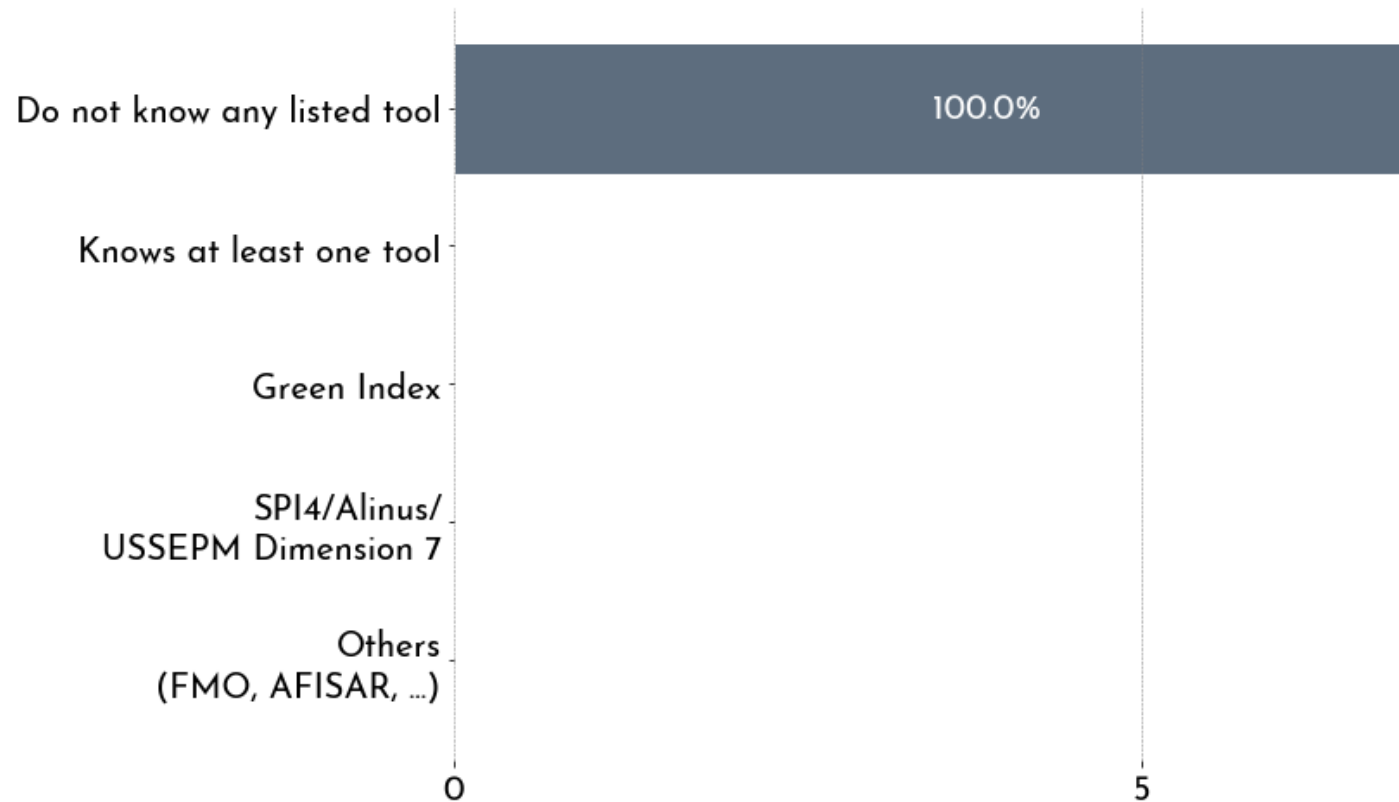 Do not know any listed tool
100.0%
Knows at least one tool
Green Index
SPI4/Alinus/
USSEPM Dimension 7
Others
(FMO, AFISAR, ...)
0
5